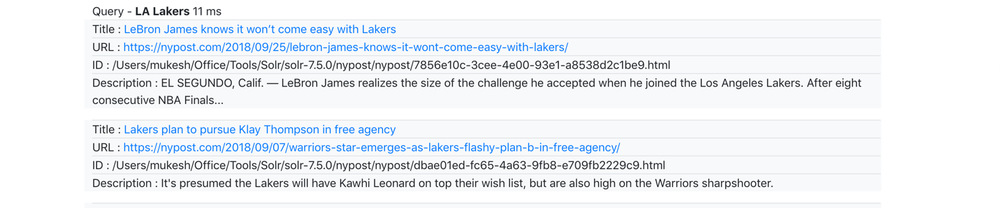 Query - LA Lakers 11 ms
Title : LeBron James knows it won’t come easy with Lakers
URL : https://nypost.com/2018/09/25/lebron-james-knows-it-wont-come-easy-with-lakers/
ID : /Users/mukesh/Office/Tools/Solr/solr-7.5.0/nypost/nypost/7856e10c-3cee-4e00-93e1-a8538d2c1be9.html
Description : EL SEGUNDO, Calif. — LeBron James realizes the size of the challenge he accepted when he joined the Los Angeles Lakers. After eight
consecutive NBA Finals...
Title : Lakers plan to pursue Klay Thompson in free agency
URL : https://nypost.com/2018/09/07/warriors-star-emerges-as-lakers-flashy-plan-b-in-free-agency/
ID : /Users/mukesh/Office/Tools/Solr/solr-7.5.0/nypost/nypost/dbae01ed-fc65-4a63-9fb8-e709fb2229c9.html
Description : It's presumed the Lakers will have Kawhi Leonard on top their wish list, but are also high on the Warriors sharpshooter.